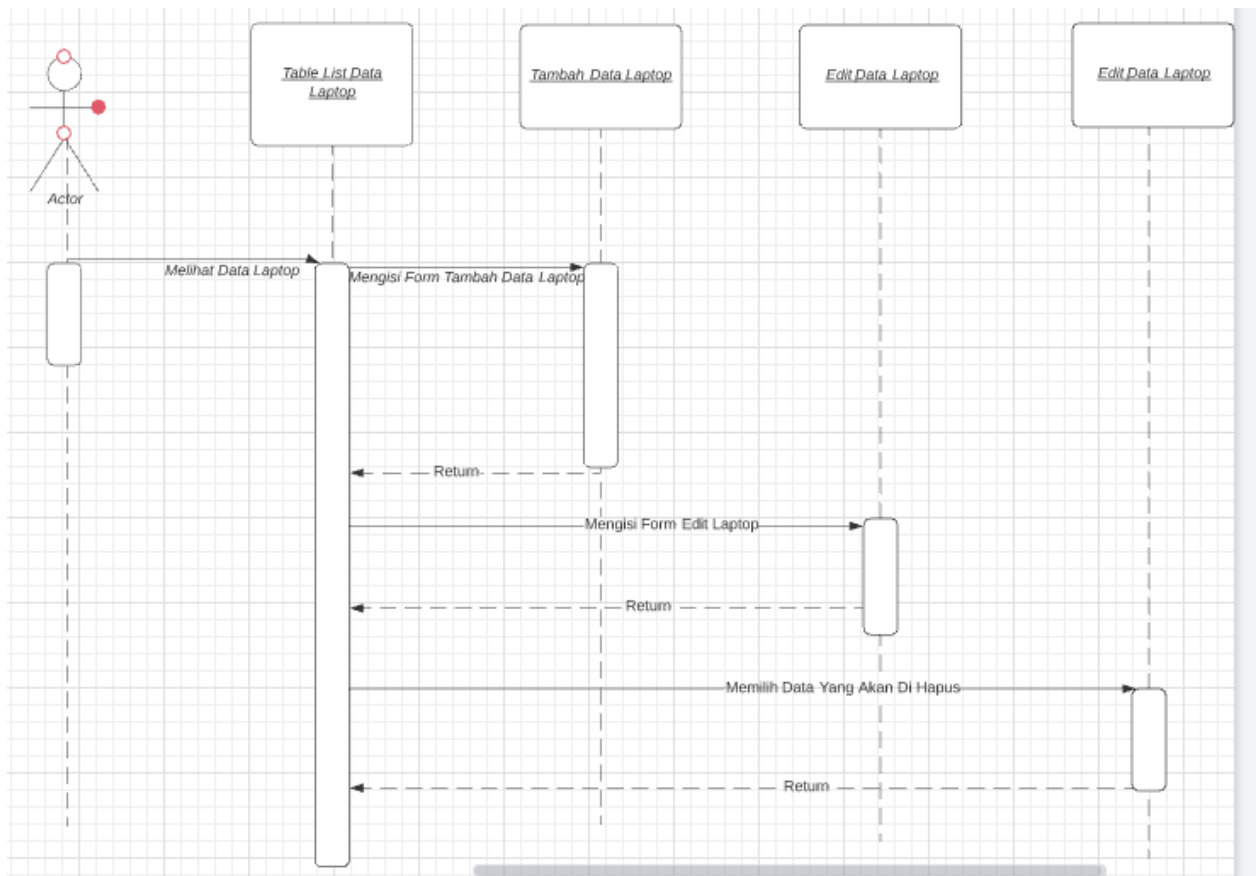 Table List Data
Laptop
Tambah Data Laptop
Edit Data Laptop
Edit Data Laptop
Actor
Melihat Data Laptop
Mengisi Form Tambah Data Laptop
Return
Mengisi Form Edit Laptop
Return
Memilih Data Yang Akan Di Hapus
Return